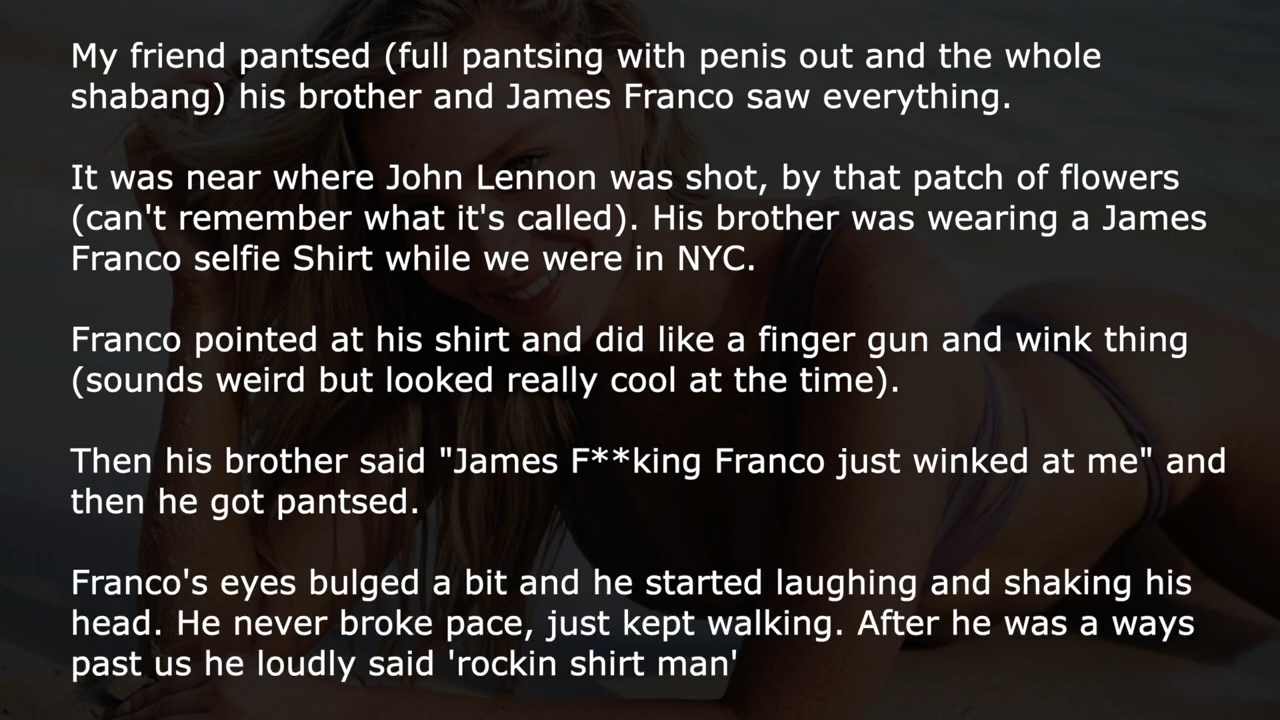 My friend pantsed (full pantsing with penis out and the whole
shabang) his brother and James Franco saw everything.
It was near where John Lennon was shot, by that patch of flowers
(can't remember what it's called). His brother was wearing a James
Franco selfie Shirt while we were in NYC.
Franco pointed at his shirt and did like a finger gun and wink thing
(sounds weird but looked really cool at the time).
Then his brother said "James F**king Franco just winked at me" and
then he got pantsed.
Franco's eyes bulged a bit and he started laughing and shaking his
head. He never broke pace, just kept walking. After he was a ways
past us he loudly said 'rockin shirt man'